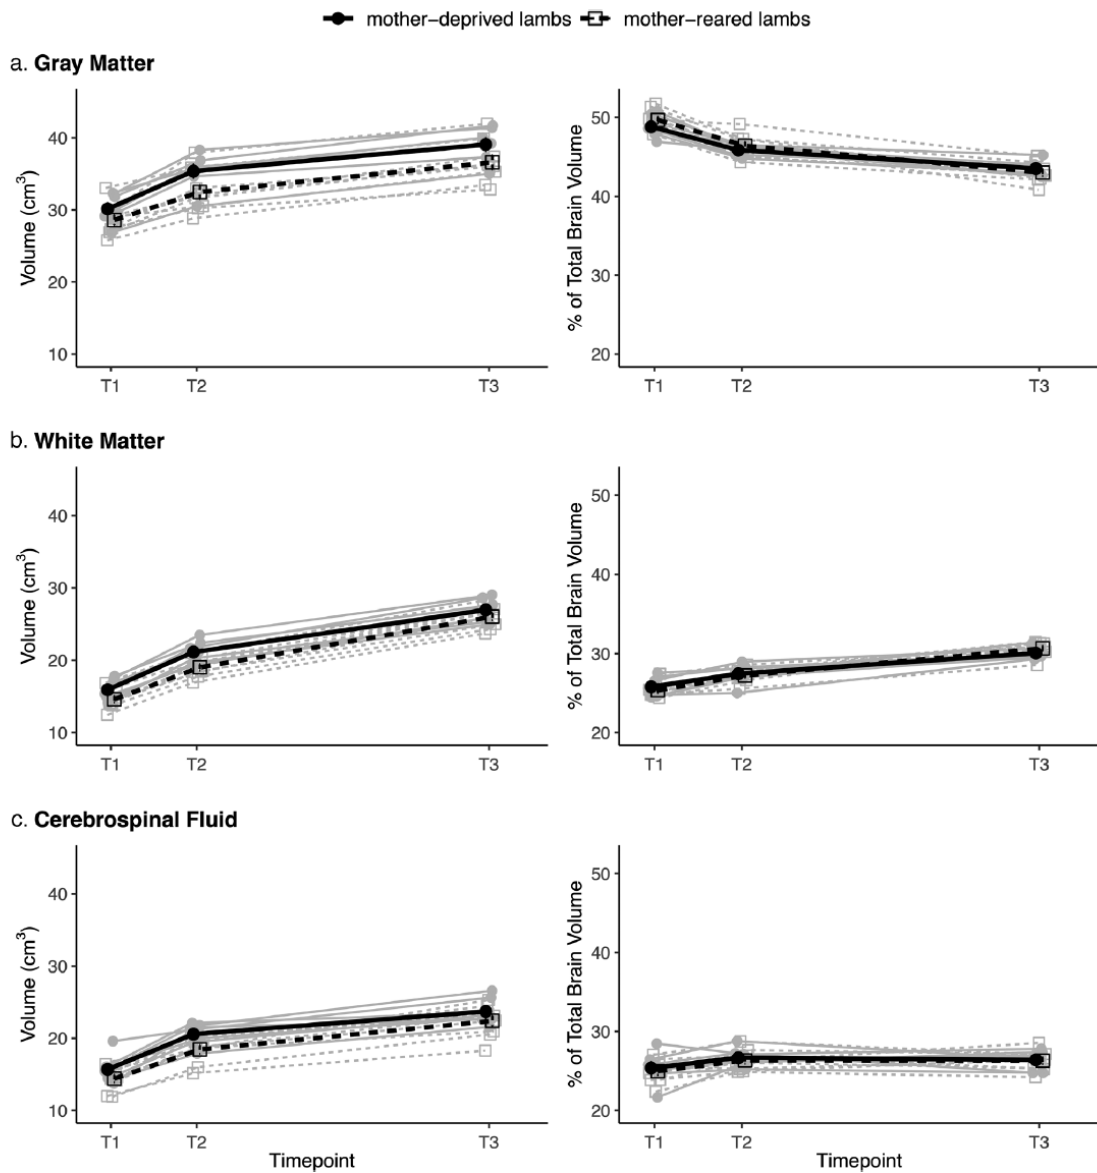 mother−deprived lambs mother−reared lambs
a. Gray Matter
Volume (cm³)
40
30
20
10
T1 T2 T3
% of Total Brain Volume
50
40
30
20
T1 T2 T3
b. White Matter
Volume (cm³)
40
30
20
10
T1 T2 T3
% of Total Brain Volume
50
40
30
20
T1 T2 T3
c. Cerebrospinal Fluid
Volume (cm³)
40
30
20
10
T1 T2 T3
Timepoint
% of Total Brain Volume
50
40
30
20
T1 T2 T3
Timepoint